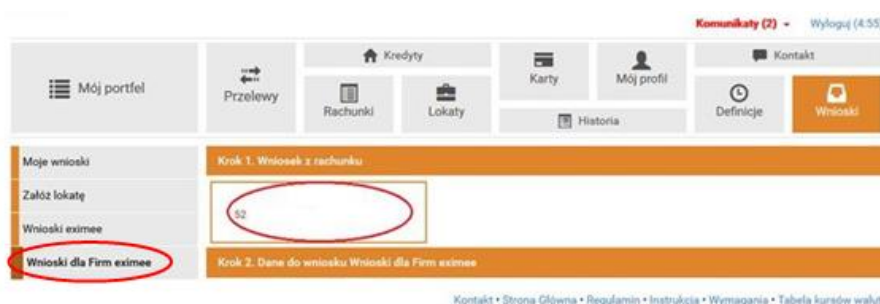 Komunikaty (2) Wyloguj (4:55)
Mój portfel
Przelewy
Kredyty
Rachunki
Lokaty
Karty
Mój profil
Historia
Kontakt
Definicje
Wnioski
Moje wnioski
Załóż lokatę
Wnioski eximee
Wnioski dla Firm eximee
Krok 1. Wniosek z rachunku
52
Krok 2. Dane do wniosku Wnioski dla Firm eximee
Kontakt • Strona Główna • Regulamin • Instrukcja • Wymagania • Tabela kursów walut